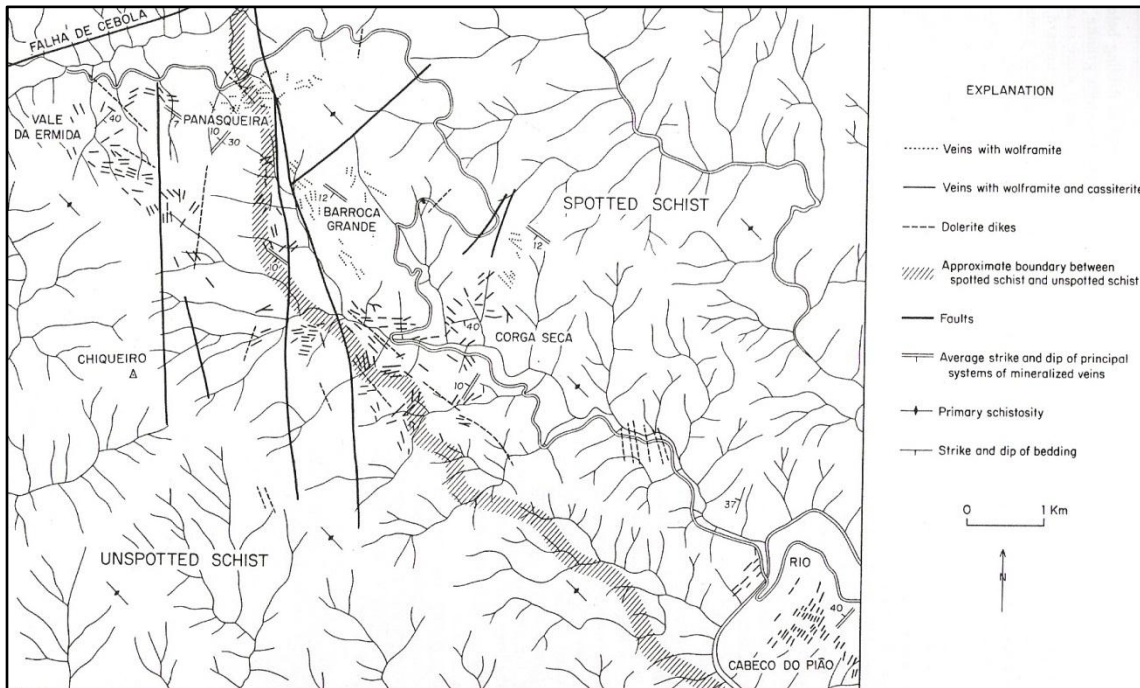 FALHA DE CEBOLA
VALE
DA ERMIDA
40
7
PANASQUEIRA
10
30
12
BARROCA
GRANDE
SPOTTED SCHIST
12
10
40
CORGA SECA
CHIQUEIRO
10
37
UNSPOTTED SCHIST
RIO
40
CABECO DO PIÃO
EXPLANATION
Veins with wolframite
Veins with wolframite and cassiterite
Dolerite dikes
Approximate boundary between
spotted schist and unspotted schist
Faults
Average strike and dip of principal
systems of mineralized veins
Primary schistosity
Strike and dip of bedding
0 1 Km
N